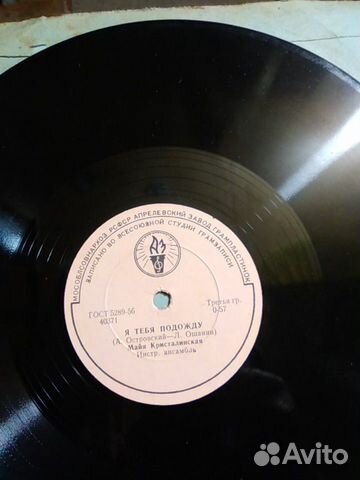 МОСОБЛСОВНАРХОЗ РСФСР АПРЕЛЕВСКИЙ ЗАВОД ГРАМПЛАСТИНОК
ЗАПИСАНО ВО ВСЕСОЮЗНОЙ СТУДИИ ГРАМЗАПИСИ
АЗ
ГОСТ 5289-56
40371
Третья гр.
0-57
Я ТЕБЯ ПОДОЖДУ
(А. Островский—Л. Ошанин)
Майя Кристалинская
Инстр. ансамбль
Avito